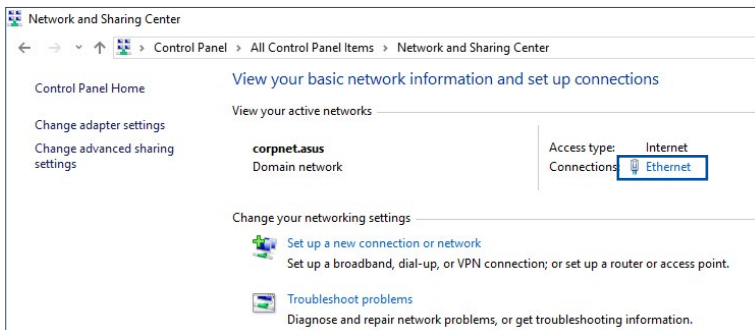 Network and Sharing Center
Control Panel > All Control Panel Items > Network and Sharing Center
Control Panel Home
Change adapter settings
Change advanced sharing
settings
View your basic network information and set up connections
View your active networks
corpnet.asus
Domain network
Access type: Internet
Connections Ethernet
Change your networking settings
Set up a new connection or network
Set up a broadband, dial-up, or VPN connection; or set up a router or access point.
Troubleshoot problems
Diagnose and repair network problems, or get troubleshooting information.